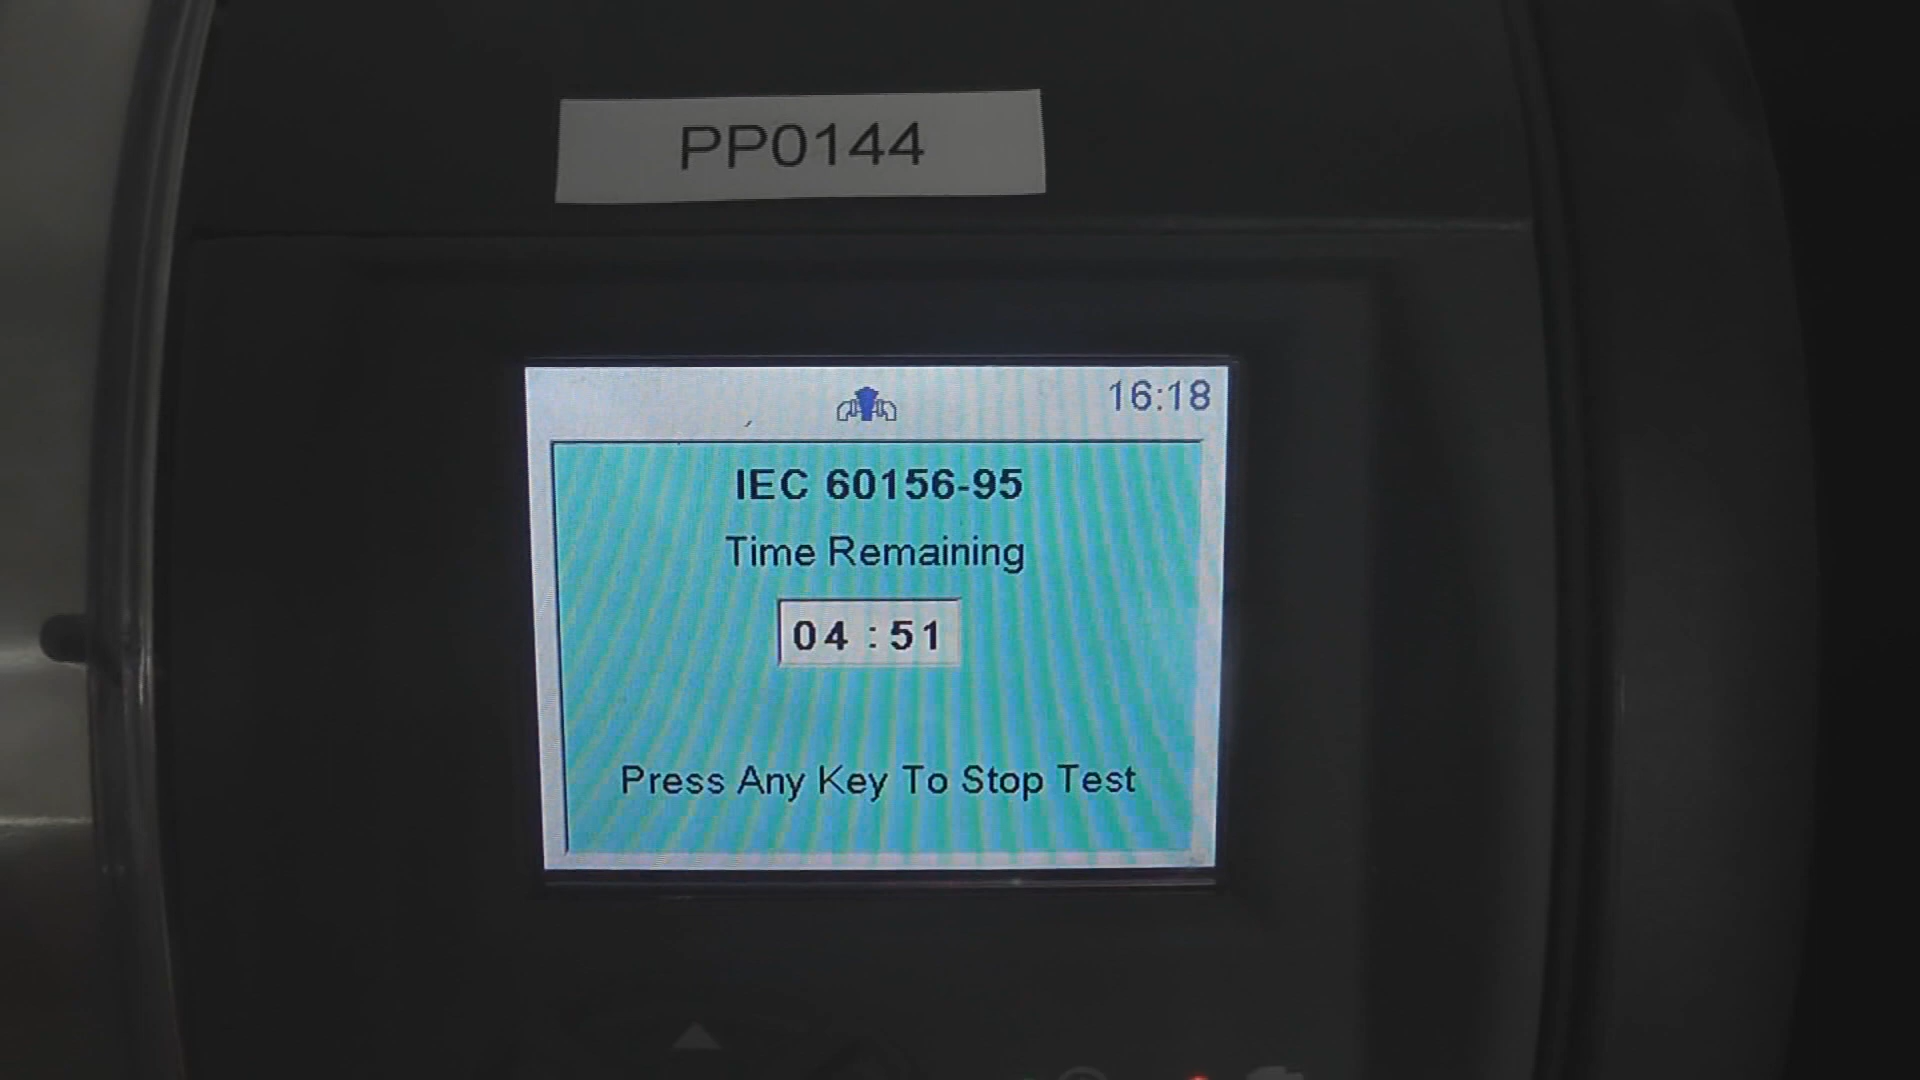 PP0144
16:18
IEC 60156-95
Time Remaining
04 : 51
Press Any Key To Stop Test